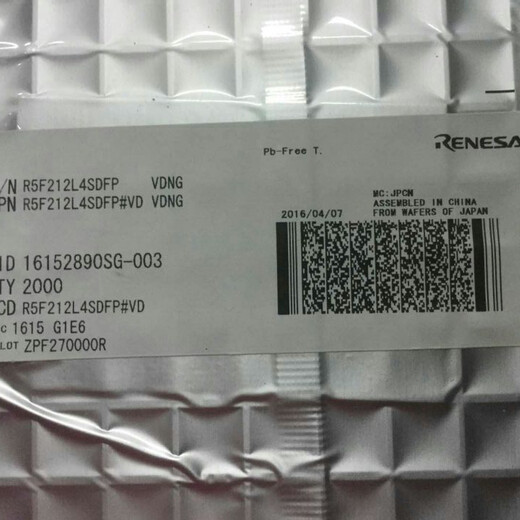 Pb-Free T.
RENESA
/N R5F212L4SDFP VDNG
PN R5F212L4SDFP#VD VDNG
MC:JPCN
ASSEMBLED IN CHINA
2016/04/07 FROM WAFERS OF JAPAN
ID 16152890SG-003
TY 2000
CD R5F212L4SDFP#VD
C 1615 G1E6
LOT ZPF270000R